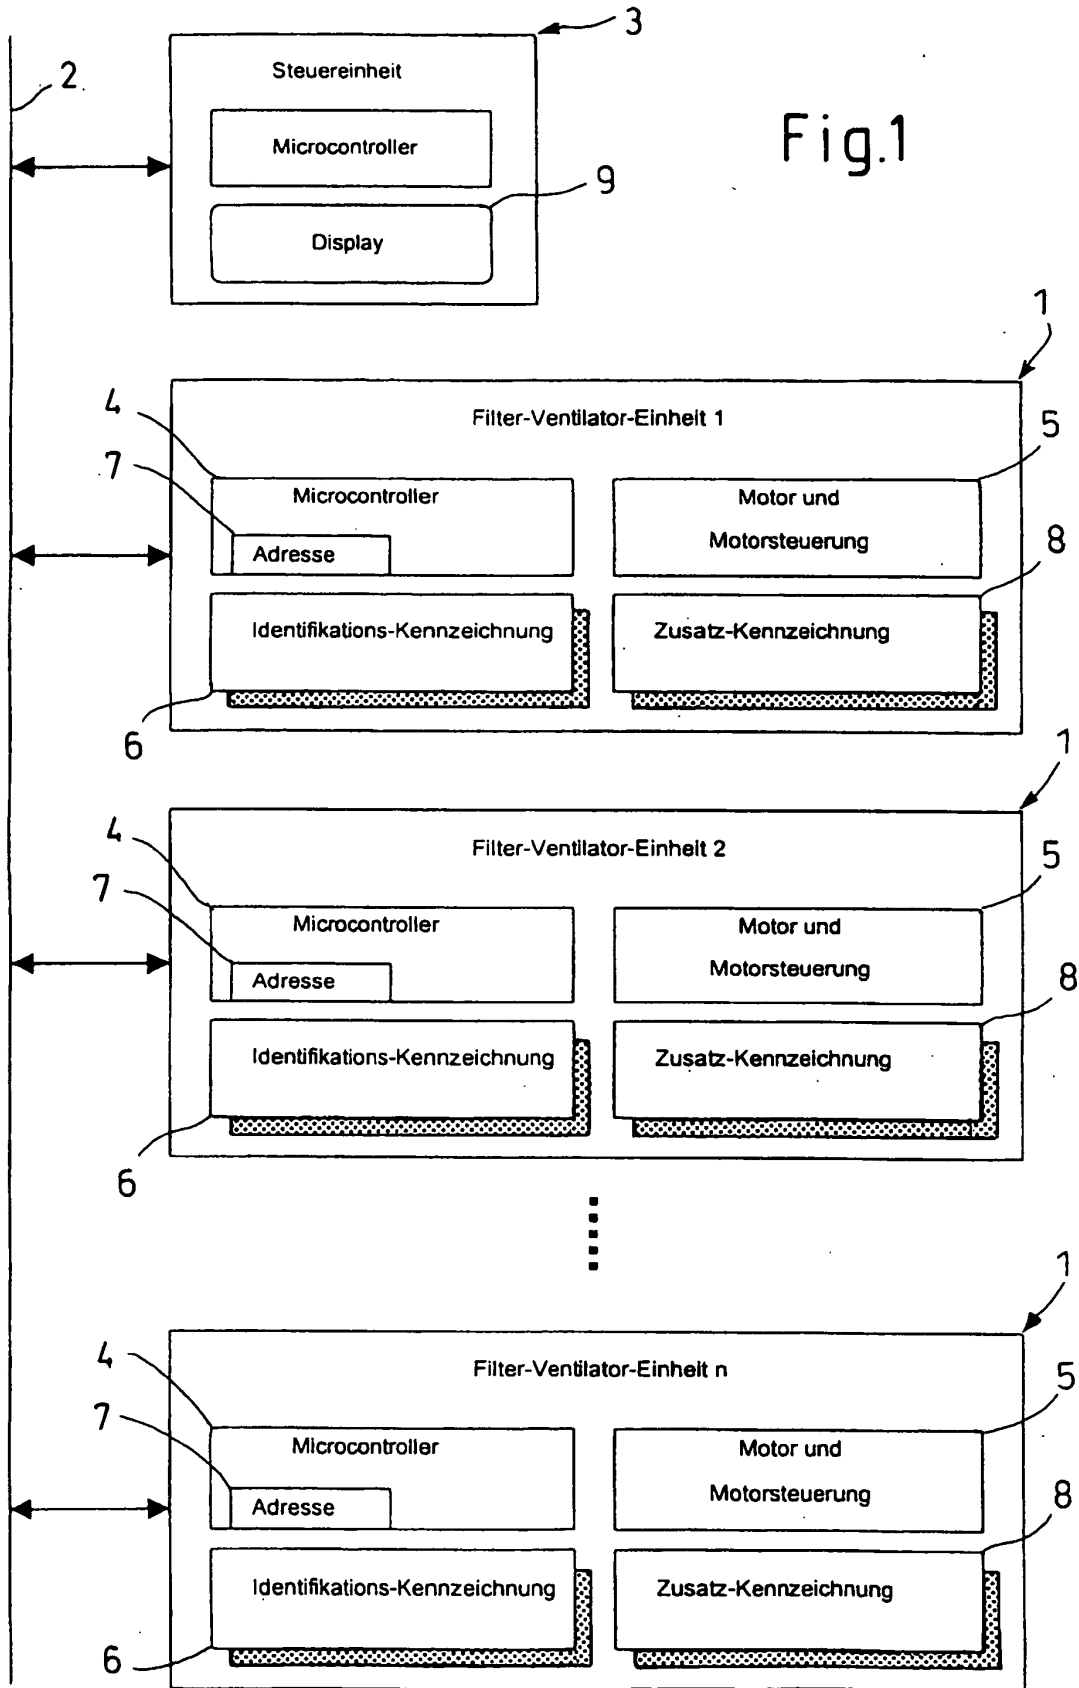 3
2
Steuereinheit
Fig.1
Microcontroller
9
Display
1
4
Filter-Ventilator-Einheit 1
5
7
Microcontroller
Motor und
Adresse
Motorsteuerung
8
Identifikations-Kennzeichnung
Zusatz-Kennzeichnung
6
1
4
Filter-Ventilator-Einheit 2
5
7
Microcontroller
Motor und
Adresse
Motorsteuerung
8
Identifikations-Kennzeichnung
Zusatz-Kennzeichnung
6
1
4
Filter-Ventilator-Einheit n
5
7
Microcontroller
Motor und
Adresse
Motorsteuerung
8
Identifikations-Kennzeichnung
Zusatz-Kennzeichnung
6